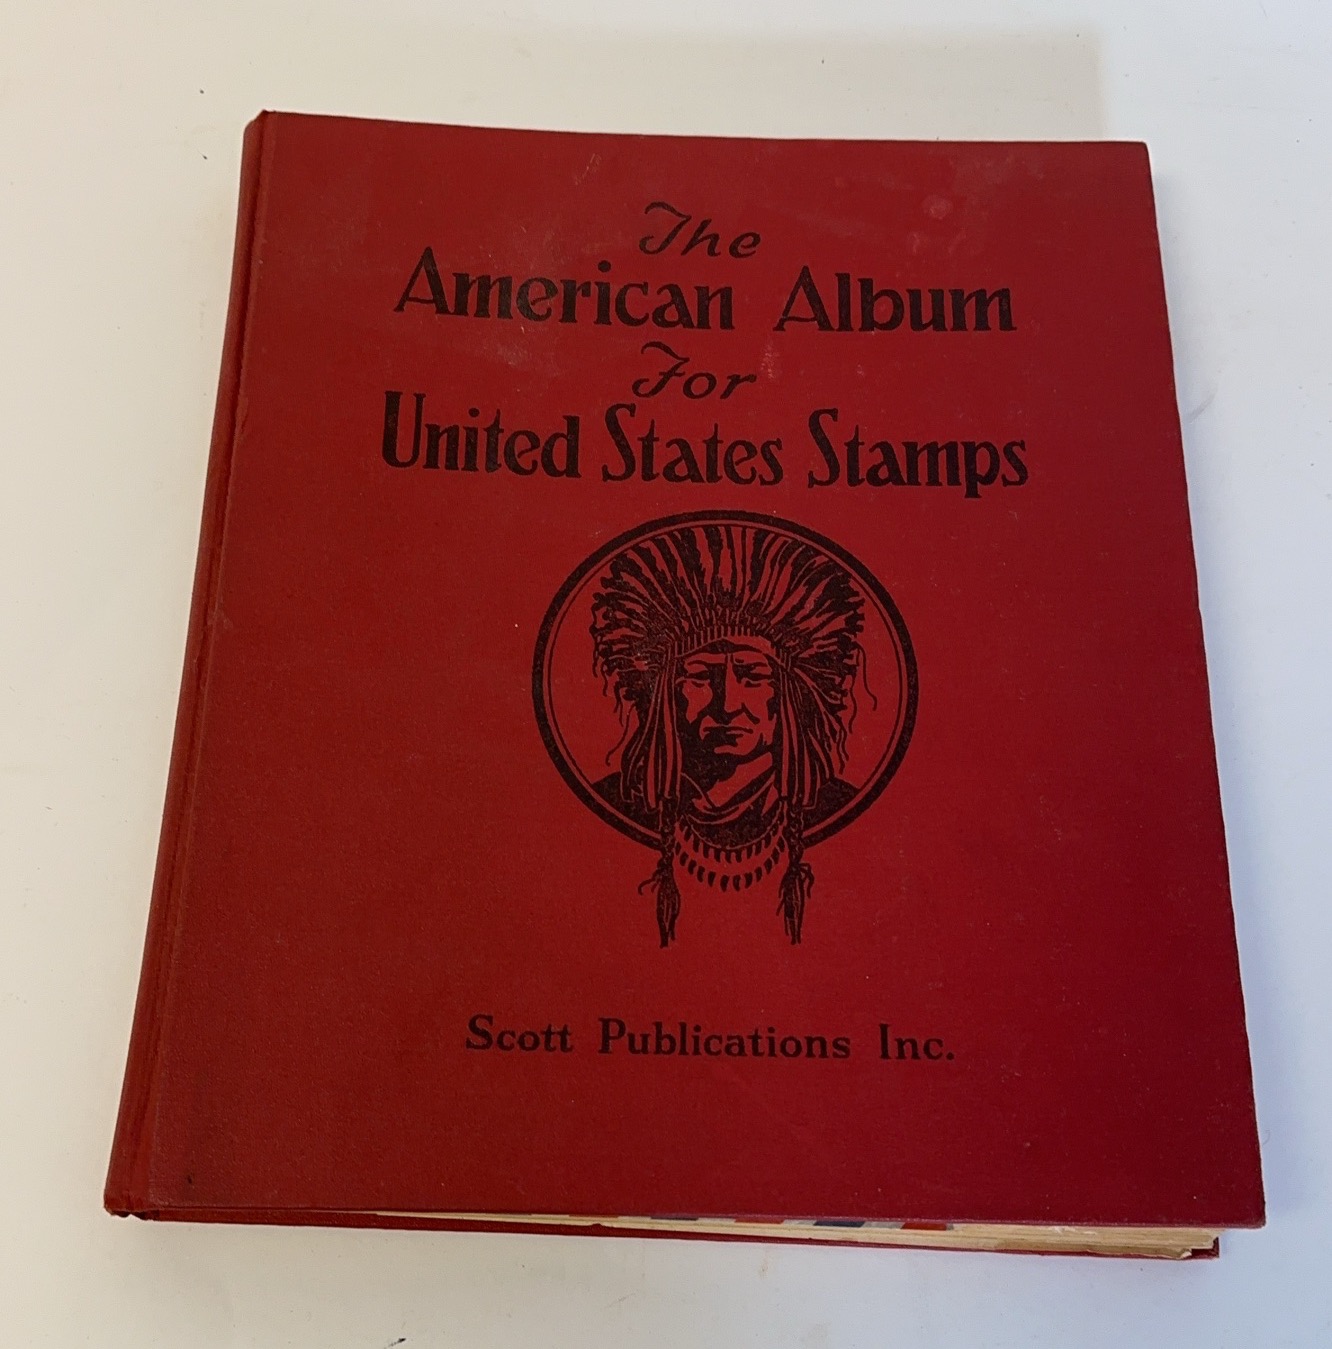 The
American Album
For
United States Stamps
Scott Publications Inc.